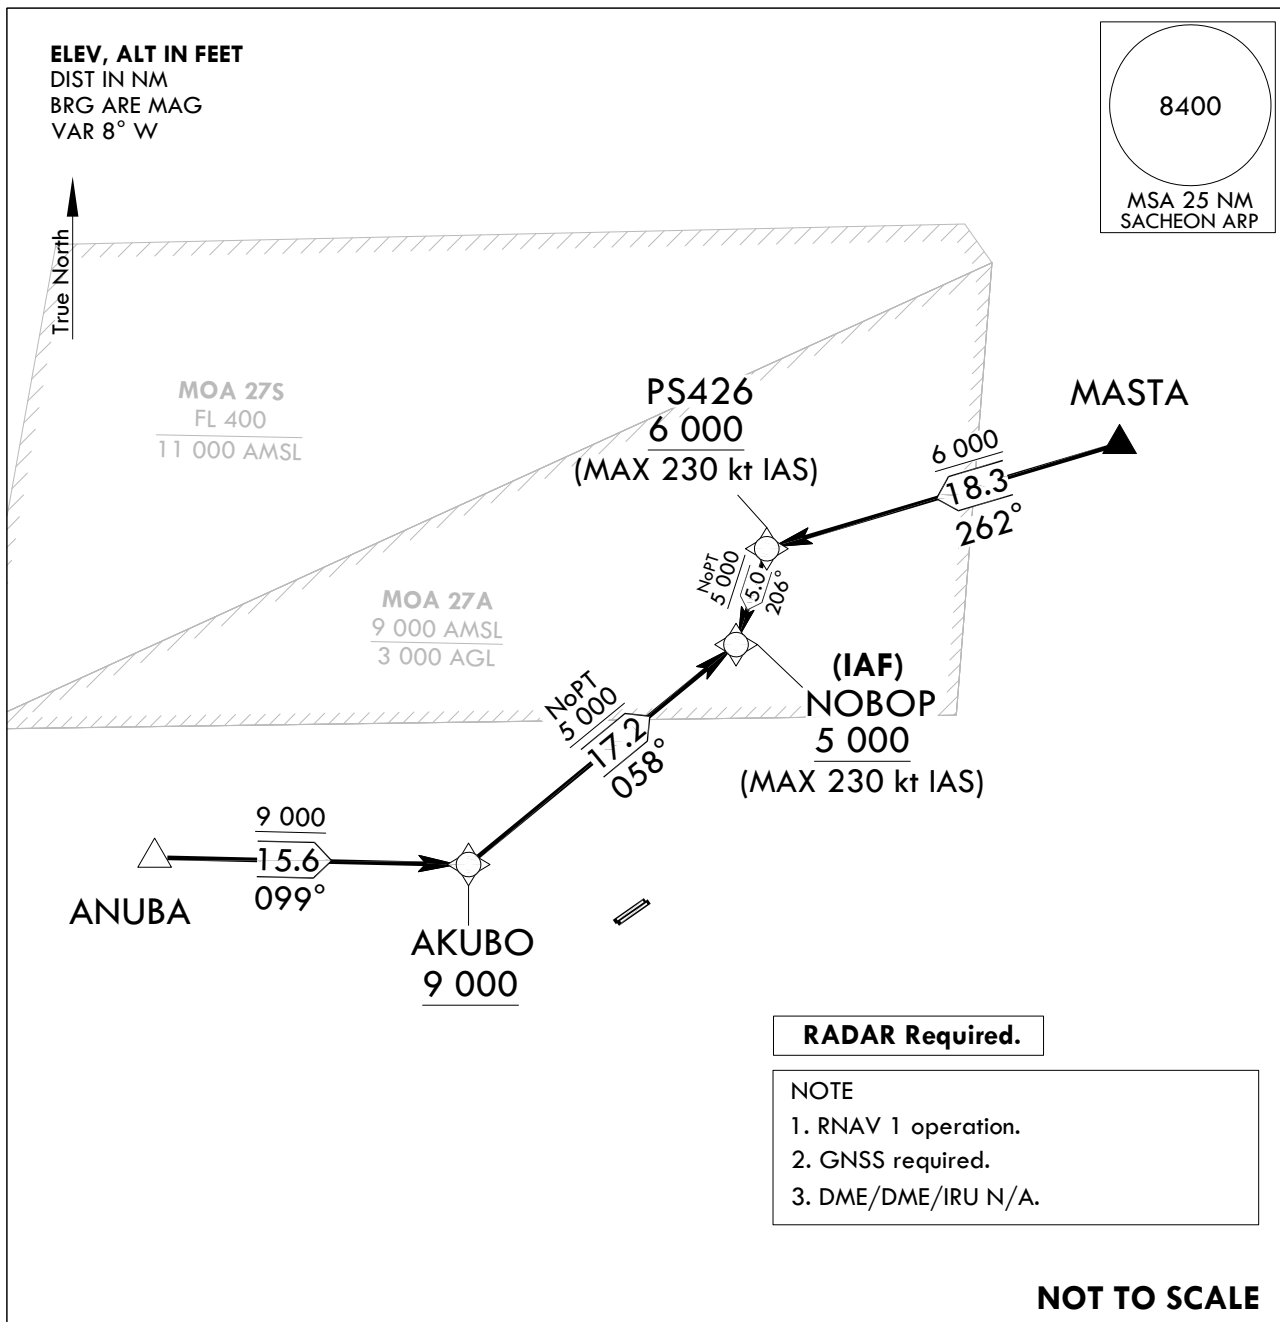 ELEV, ALT IN FEET
DIST IN NM
BRG ARE MAG
VAR 8° W
8400
MSA 25 NM
SACHEON ARP
True North
MOA 27S
FL 400
11 000 AMSL
PS426
6 000
(MAX 230 kt IAS)
MASTA
6 000
18.3
262°
NoPT
5 000
5.0
206°
MOA 27A
9 000 AMSL
3 000 AGL
(IAF)
NOBOP
5 000
(MAX 230 kt IAS)
NoPT
5 000
17.2
058°
9 000
15.6
099°
ANUBA
AKUBO
9 000
RADAR Required.
NOTE
1. RNAV 1 operation.
2. GNSS required.
3. DME/DME/IRU N/A.
NOT TO SCALE